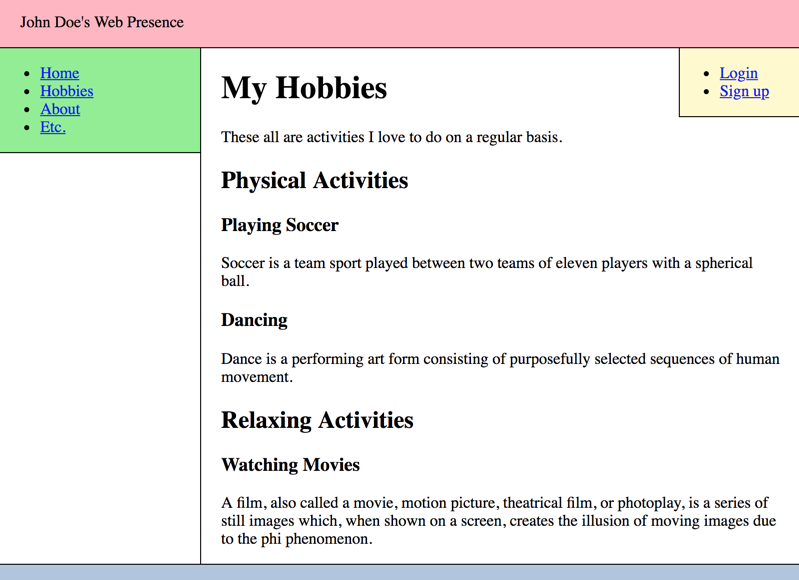 John Doe's Web Presence
Home
Hobbies
About
Etc.
Login
Sign up
My Hobbies
These all are activities I love to do on a regular basis.
Physical Activities
Playing Soccer
Soccer is a team sport played between two teams of eleven players with a spherical
ball.
Dancing
Dance is a performing art form consisting of purposefully selected sequences of human
movement.
Relaxing Activities
Watching Movies
A film, also called a movie, motion picture, theatrical film, or photoplay, is a series of
still images which, when shown on a screen, creates the illusion of moving images due
to the phi phenomenon.